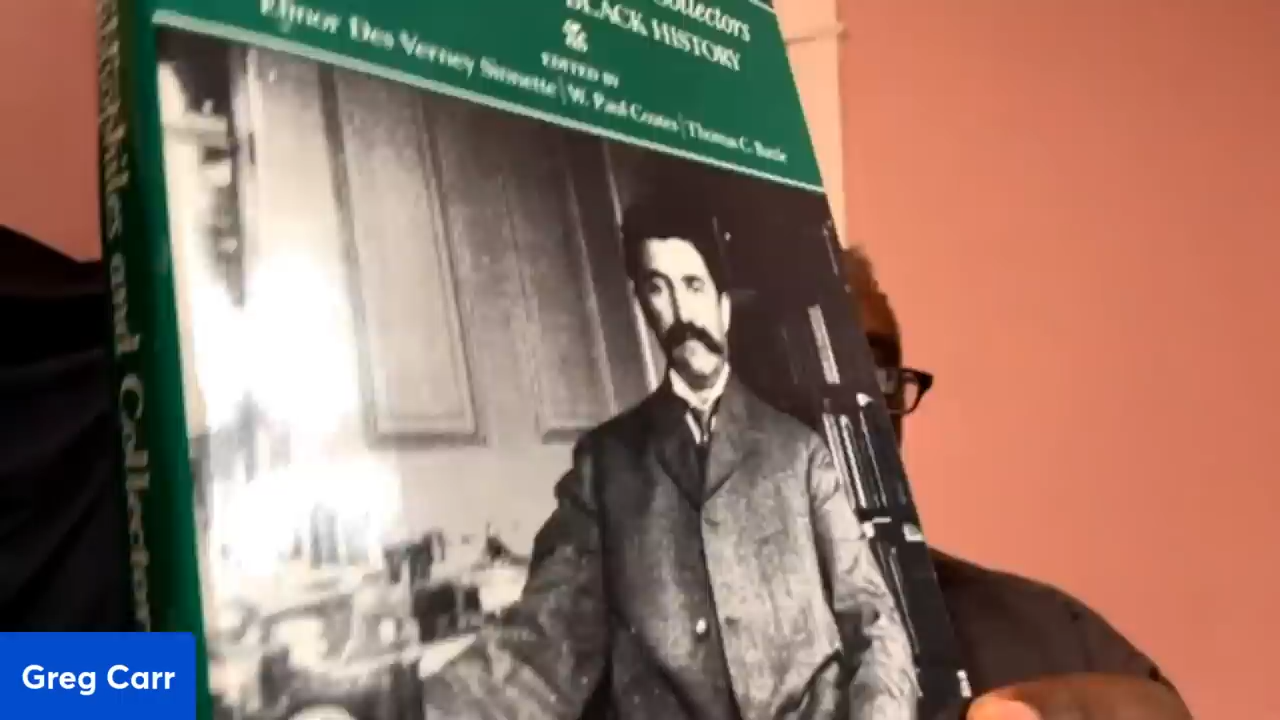 Collectors
BLACK HISTORY
EDITED BY
Elinor Des Verney Sinnette | W. Paul Coates | Thomas C. Battle
and Collectors
Greg Carr